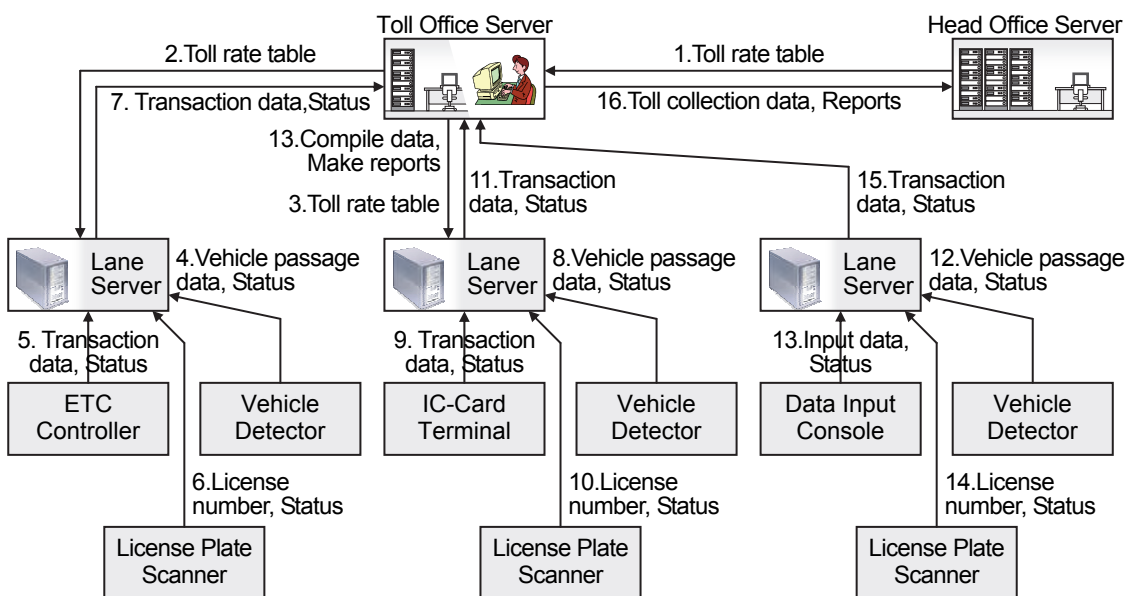 Toll Office Server
Head Office Server
2.Toll rate table
1.Toll rate table
7. Transaction data,Status
16.Toll collection data, Reports
13.Compile data,
Make reports
11.Transaction
data, Status
15.Transaction
data, Status
3.Toll rate table
Lane
Server
4.Vehicle passage
data, Status
Lane
Server
8.Vehicle passage
data, Status
Lane
Server
12.Vehicle passage
data, Status
5. Transaction
data, Status
9. Transaction
data, Status
13.Input data,
Status
ETC
Controller
Vehicle
Detector
IC-Card
Terminal
Vehicle
Detector
Data Input
Console
Vehicle
Detector
6.License
number, Status
10.License
number, Status
14.License
number, Status
License Plate
Scanner
License Plate
Scanner
License Plate
Scanner